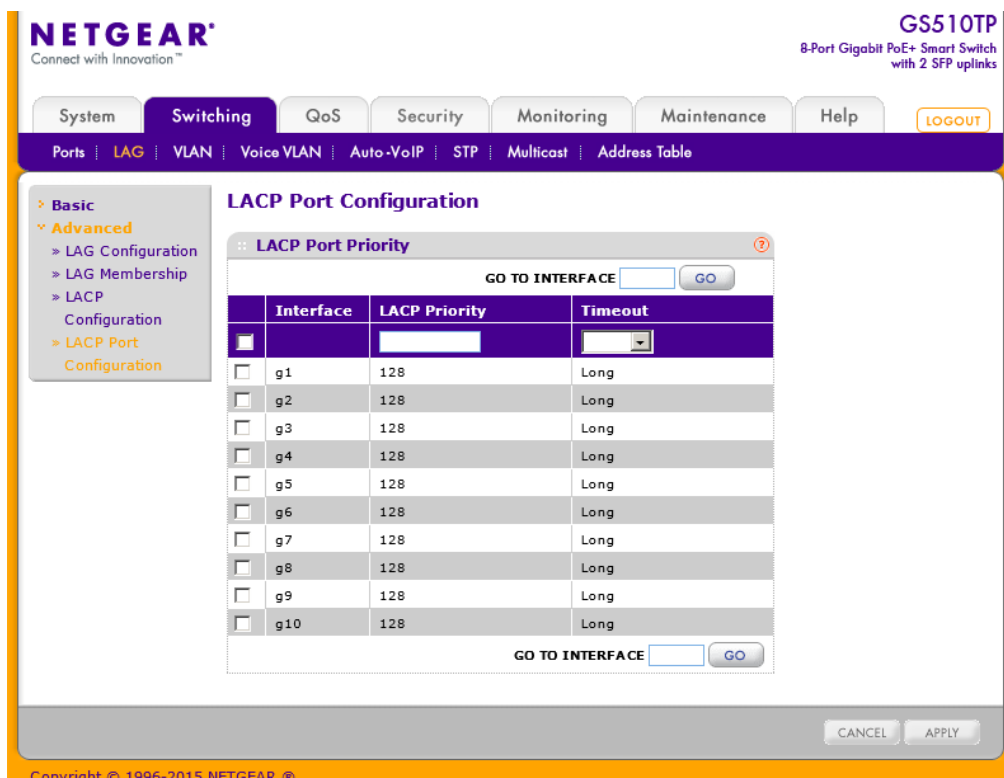 NETGEAR®
Connect with Innovation™
GS510TP
8-Port Gigabit PoE+ Smart Switch
with 2 SFP uplinks
System Switching QoS Security Monitoring Maintenance Help LOGOUT
Ports LAG VLAN Voice VLAN Auto-VoIP STP Multicast Address Table
Basic
Advanced
» LAG Configuration
» LAG Membership
» LACP
Configuration
» LACP Port
Configuration
LACP Port Configuration
LACP Port Priority ?
GO TO INTERFACE GO
Interface LACP Priority Timeout
g1 128 Long
g2 128 Long
g3 128 Long
g4 128 Long
g5 128 Long
g6 128 Long
g7 128 Long
g8 128 Long
g9 128 Long
g10 128 Long
GO TO INTERFACE GO
CANCEL APPLY
Copyright © 1996-2015 NETGEAR ®